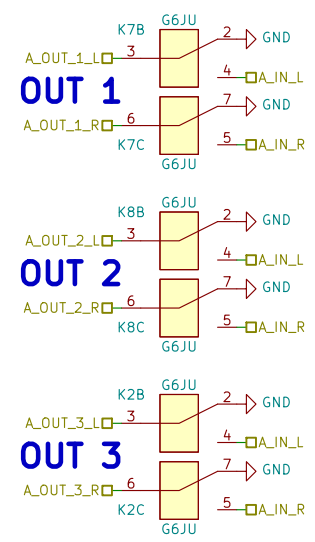 K7B G6JU
2 GND
A_OUT_1_L 3
4 A_IN_L
OUT 1
7 GND
A_OUT_1_R 6
K7C 5 A_IN_R
G6JU
K8B G6JU
2 GND
A_OUT_2_L 3
4 A_IN_L
OUT 2
7 GND
A_OUT_2_R 6
K8C 5 A_IN_R
G6JU
K2B G6JU
2 GND
A_OUT_3_L 3
4 A_IN_L
OUT 3
7 GND
A_OUT_3_R 6
K2C 5 A_IN_R
G6JU